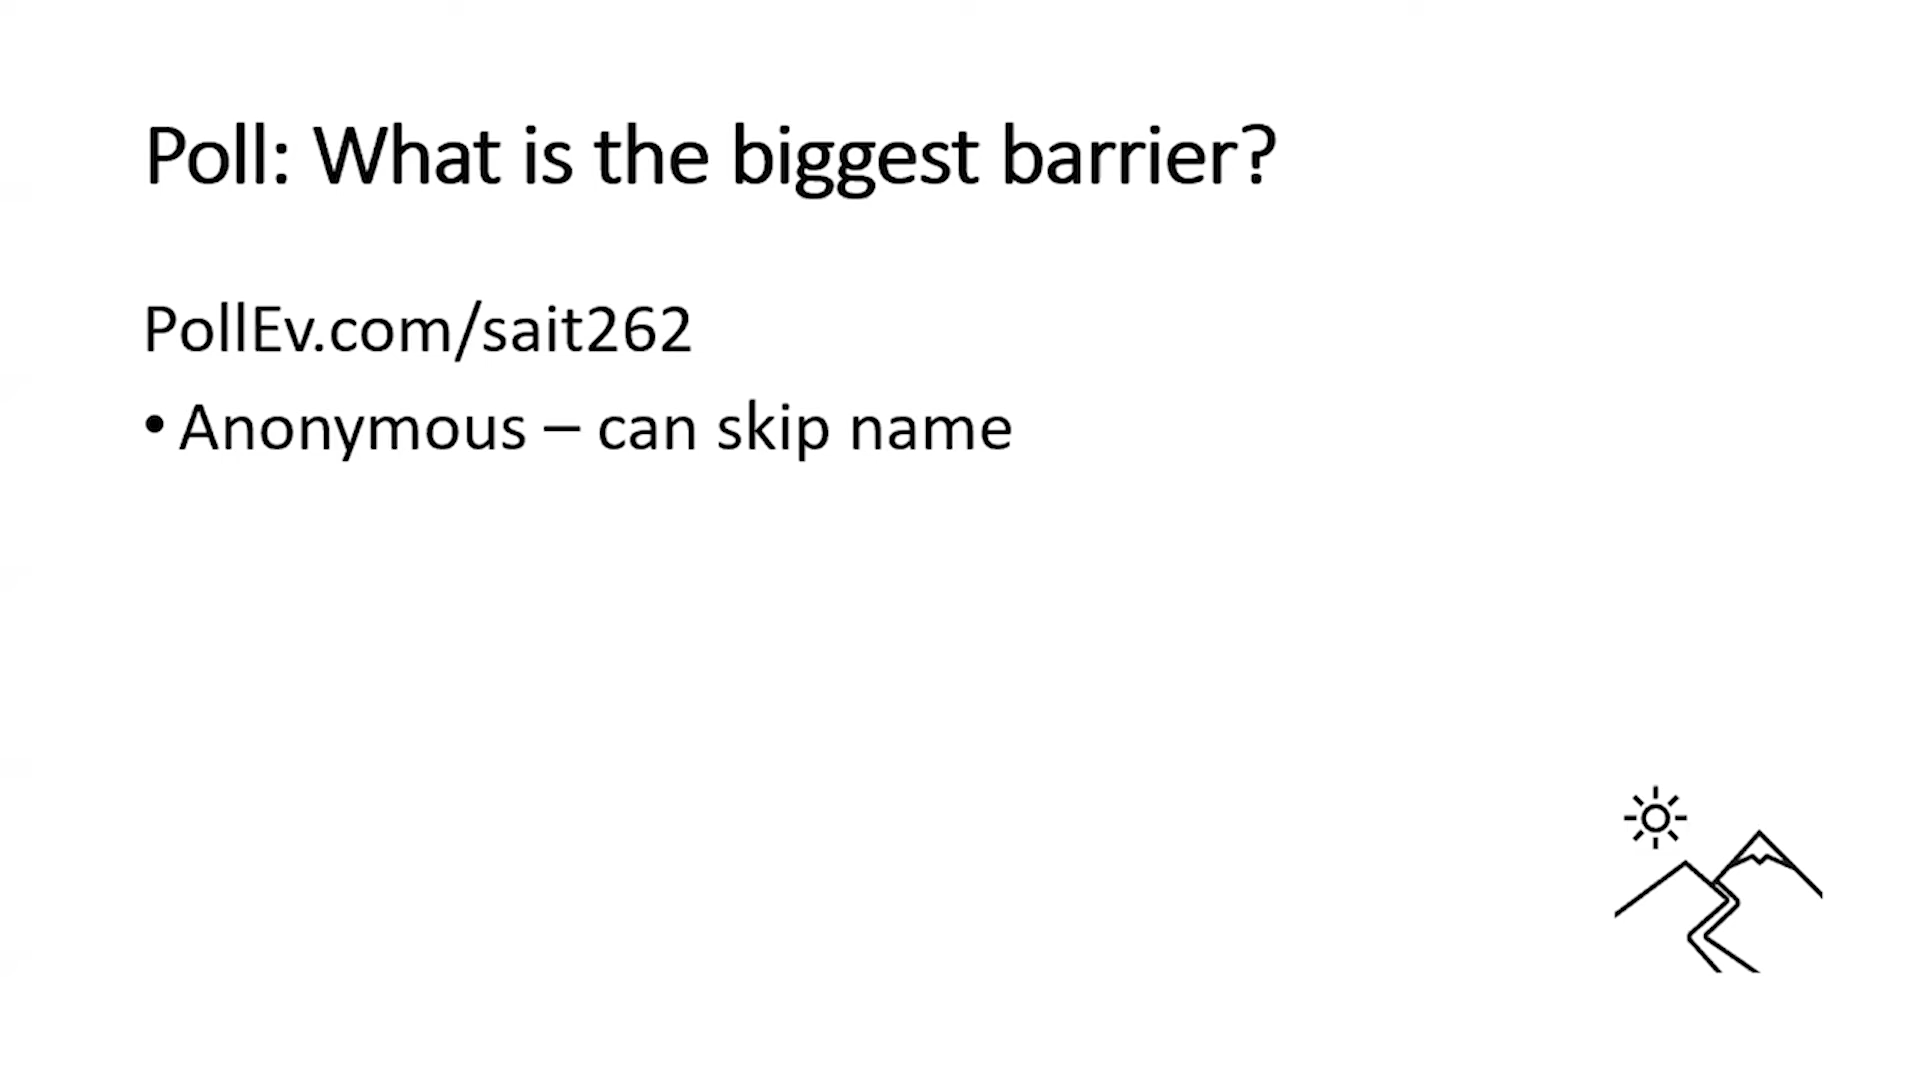 Poll: What is the biggest barrier?
PollEv.com/sait262
• Anonymous – can skip name